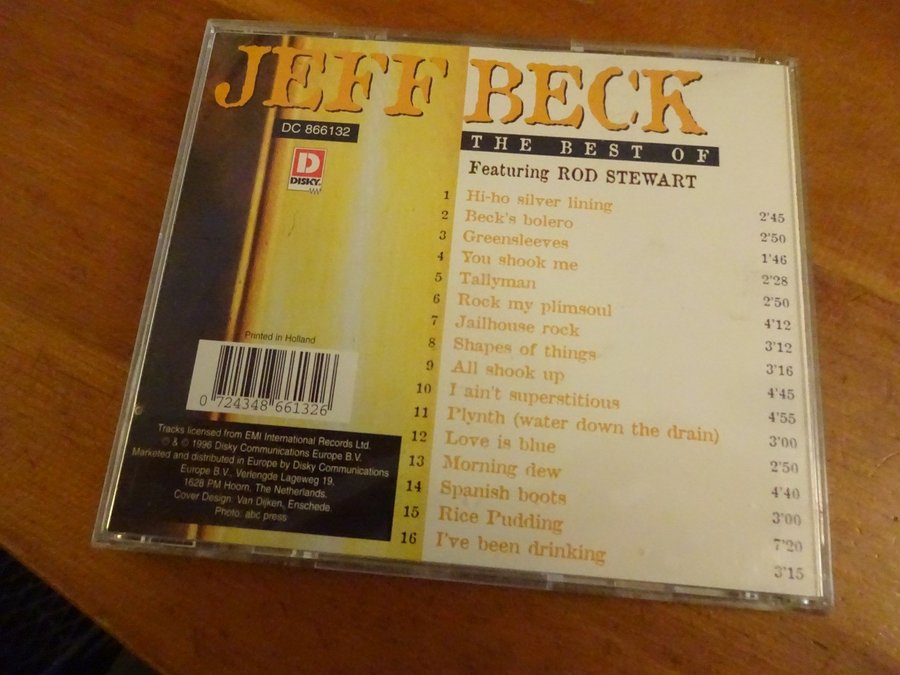 JEFF BECK
THE BEST OF
Featuring ROD STEWART
DC 866132
D
DISKY
1 Hi-ho silver lining 2'45
2 Beck's bolero 2'50
3 Greensleeves 1'46
4 You shook me 2'28
5 Tallyman 2'50
6 Rock my plimsoul 4'12
7 Jailhouse rock 3'12
8 Shapes of things 3'16
9 All shook up 4'45
10 I ain't superstitious 4'55
11 Plynth (water down the drain) 3'00
12 Love is blue 2'50
13 Morning dew 4'40
14 Spanish boots 3'00
15 Rice Pudding 7'20
16 I've been drinking 3'15
Printed in Holland
0 724348 661326
Tracks licensed from EMI International Records Ltd.
℗ & © 1996 Disky Communications Europe B.V.
Marketed and distributed in Europe by Disky Communications
Europe B.V. Verlengde Lageweg 19,
1628 PM Hoorn, The Netherlands.
Cover Design: Van Dijken, Enschede.
Photo: abc press